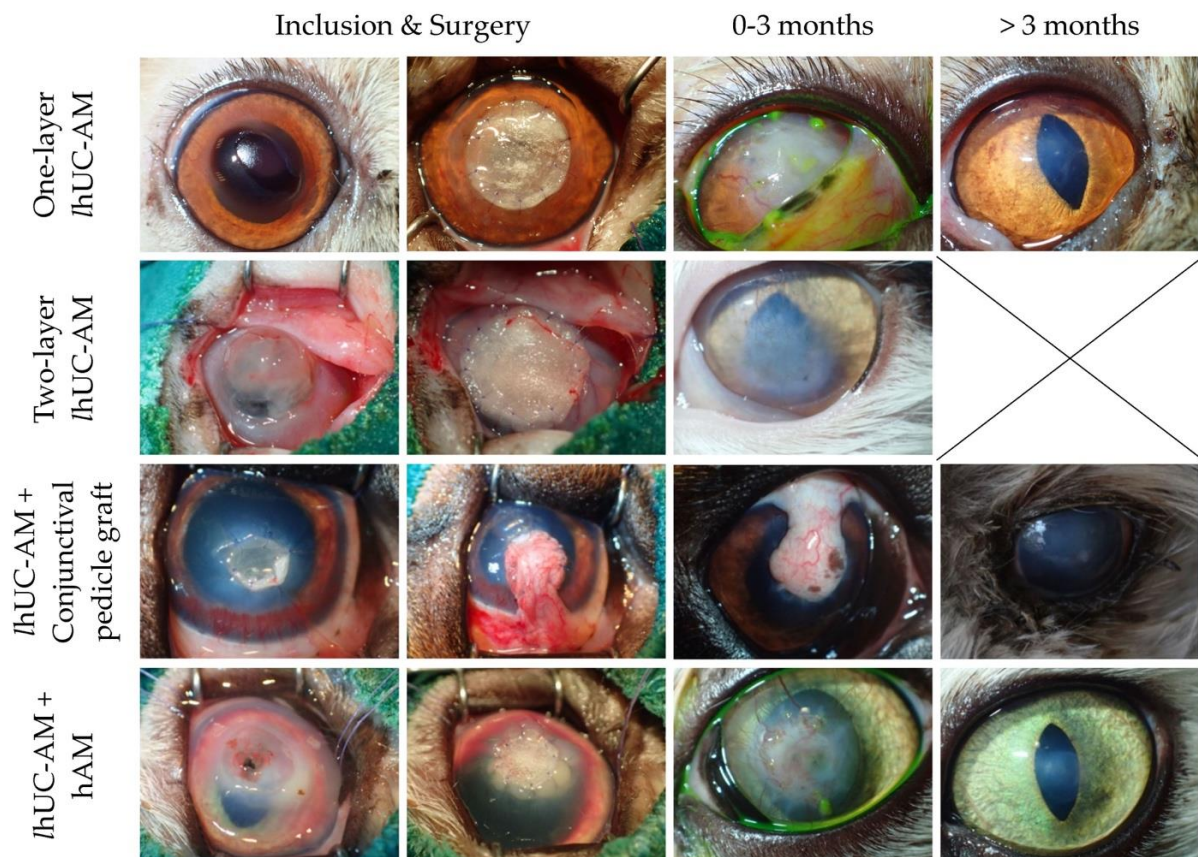 Inclusion & Surgery
0-3 months
> 3 months
One-layer
lhUC-AM
Two-layer
lhUC-AM
lhUC-AM +
Conjunctival
pedicle graft
lhUC-AM +
hAM